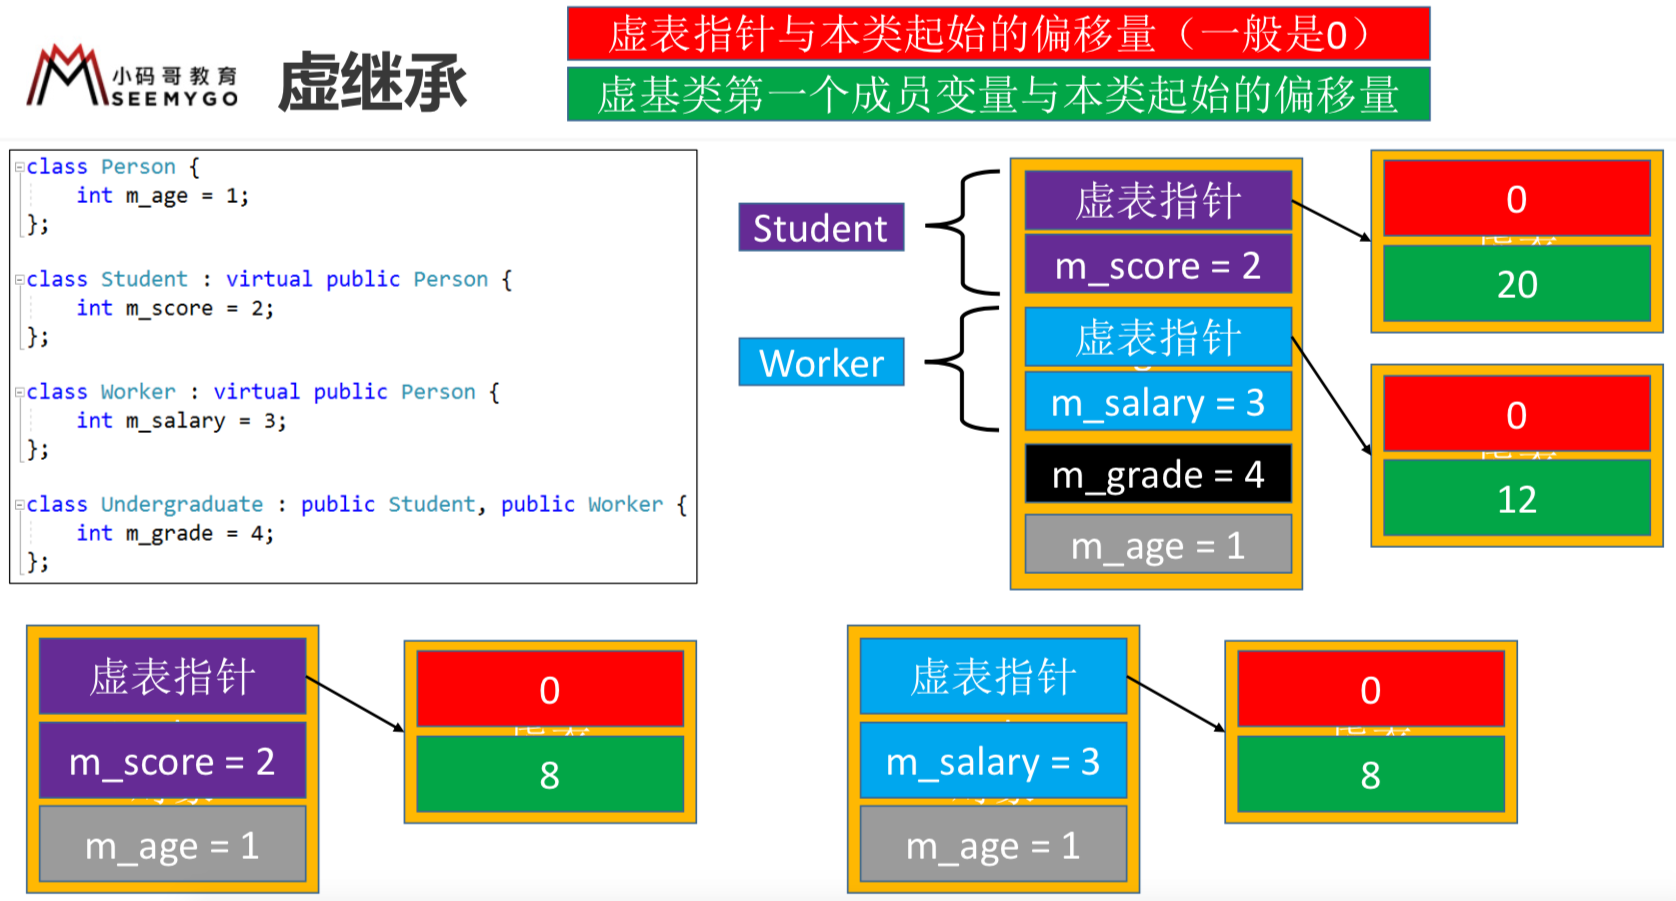 小码哥教育
SEEMYGO
虚继承
虚表指针与本类起始的偏移量（一般是0）
虚基类第一个成员变量与本类起始的偏移量
class Person {
int m_age = 1;
};
class Student : virtual public Person {
int m_score = 2;
};
class Worker : virtual public Person {
int m_salary = 3;
};
class Undergraduate : public Student, public Worker {
int m_grade = 4;
};
Student
Worker
虚表指针
m_score = 2
虚表指针
m_salary = 3
m_grade = 4
m_age = 1
0
20
0
12
虚表指针
m_score = 2
m_age = 1
0
8
虚表指针
m_salary = 3
m_age = 1
0
8